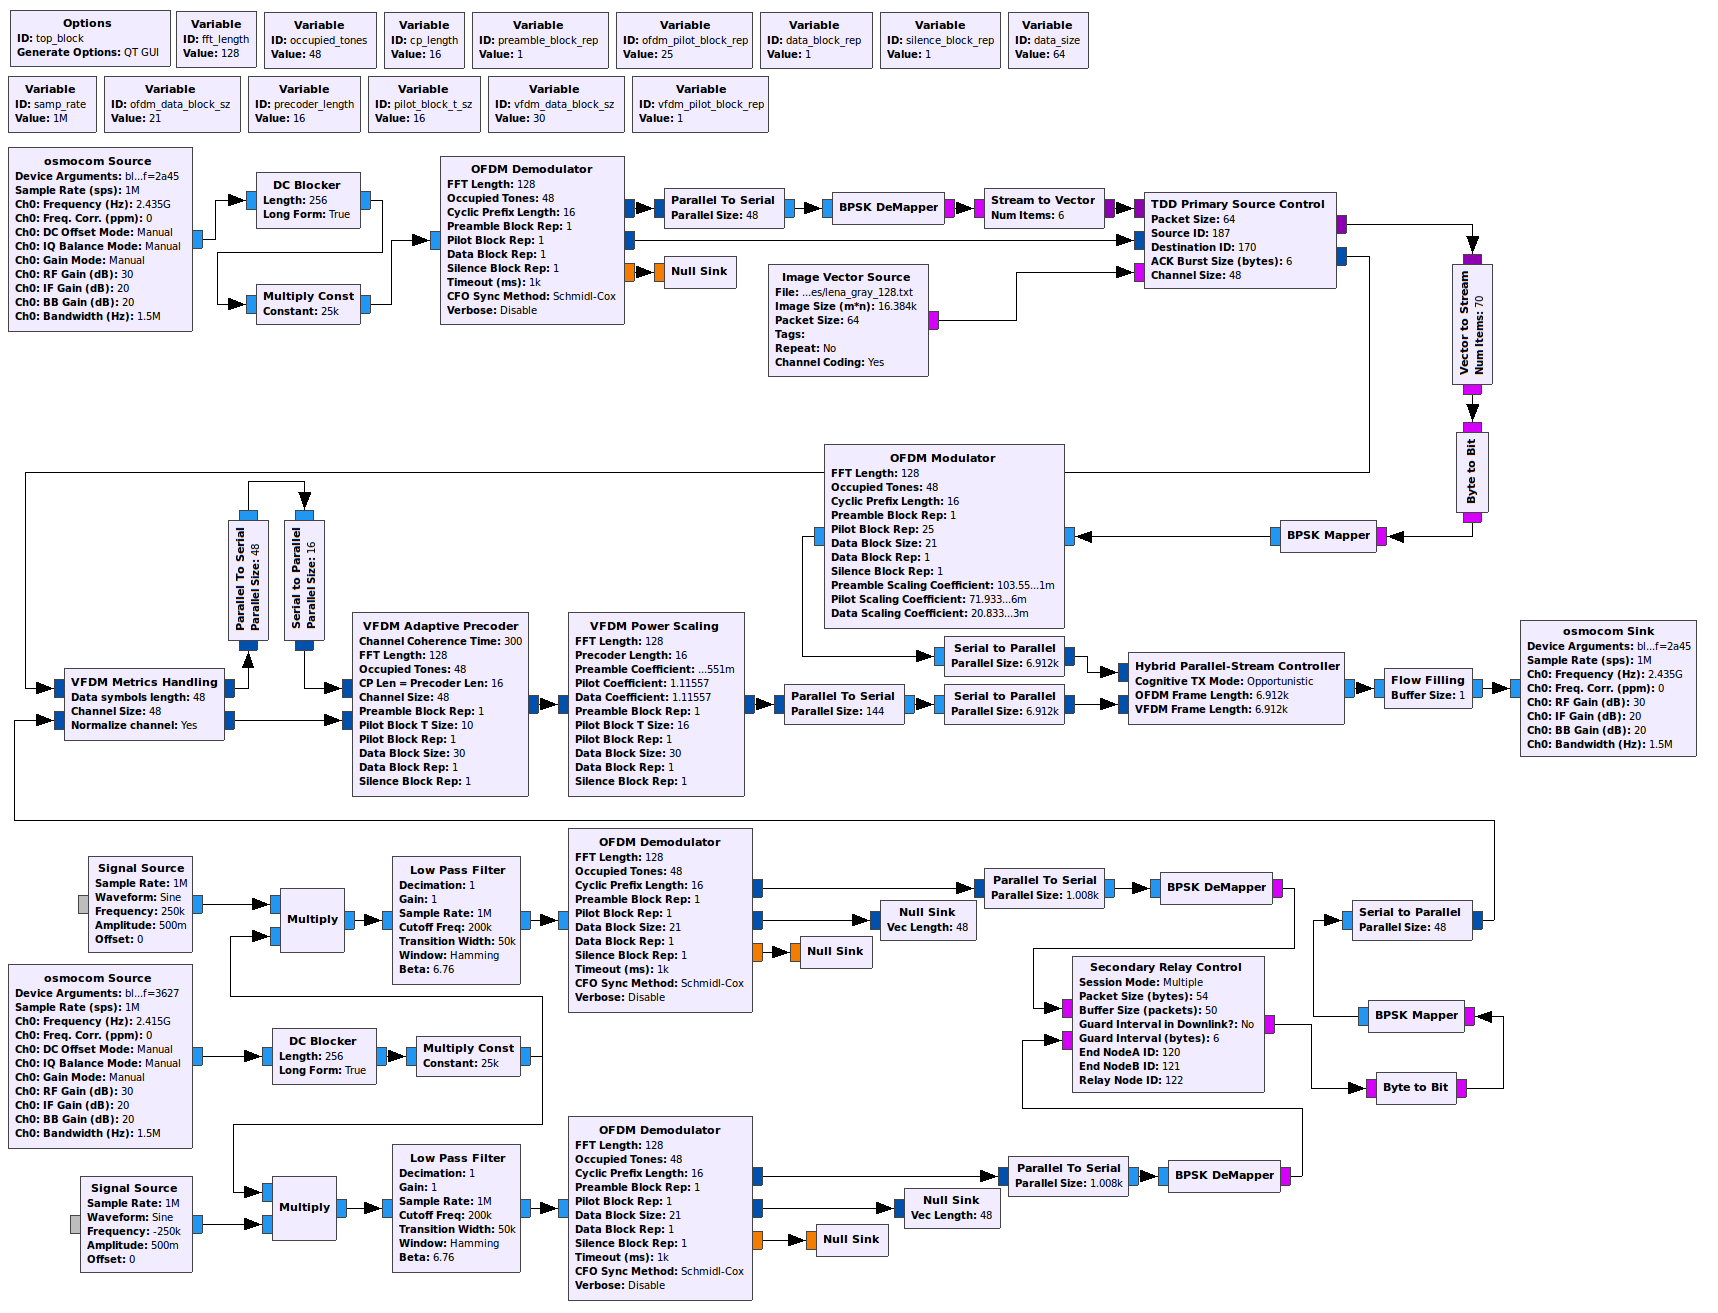 Options
ID: top_block
Generate Options: QT GUI
Variable
ID: fft_length
Value: 128
Variable
ID: occupied_tones
Value: 48
Variable
ID: cp_length
Value: 16
Variable
ID: preamble_block_rep
Value: 1
Variable
ID: ofdm_pilot_block_rep
Value: 25
Variable
ID: data_block_rep
Value: 1
Variable
ID: silence_block_rep
Value: 1
Variable
ID: data_size
Value: 64
Variable
ID: samp_rate
Value: 1M
Variable
ID: ofdm_data_block_sz
Value: 21
Variable
ID: precoder_length
Value: 16
Variable
ID: pilot_block_t_sz
Value: 16
Variable
ID: vfdm_data_block_sz
Value: 30
Variable
ID: vfdm_pilot_block_rep
Value: 1
osmocom Source
Device Arguments: bl...f=2a45
Sample Rate (sps): 1M
Ch0: Frequency (Hz): 2.435G
Ch0: Freq. Corr. (ppm): 0
Ch0: DC Offset Mode: Manual
Ch0: IQ Balance Mode: Manual
Ch0: Gain Mode: Manual
Ch0: RF Gain (dB): 30
Ch0: IF Gain (dB): 20
Ch0: BB Gain (dB): 20
Ch0: Bandwidth (Hz): 1.5M
DC Blocker
Length: 256
Long Form: True
Multiply Const
Constant: 25k
OFDM Demodulator
FFT Length: 128
Occupied Tones: 48
Cyclic Prefix Length: 16
Preamble Block Rep: 1
Pilot Block Rep: 1
Data Block Rep: 1
Silence Block Rep: 1
Timeout (ms): 1k
CFO Sync Method: Schmidl-Cox
Verbose: Disable
Parallel To Serial
Parallel Size: 48
BPSK DeMapper
Stream to Vector
Num Items: 6
Null Sink
Image Vector Source
File: ...es/lena_gray_128.txt
Image Size (m*n): 16.384k
Packet Size: 64
Tags:
Repeat: No
Channel Coding: Yes
TDD Primary Source Control
Packet Size: 64
Source ID: 187
Destination ID: 170
ACK Burst Size (bytes): 6
Channel Size: 48
Vector to Stream
Num Items: 70
Byte to Bit
BPSK Mapper
OFDM Modulator
FFT Length: 128
Occupied Tones: 48
Cyclic Prefix Length: 16
Preamble Block Rep: 1
Pilot Block Rep: 25
Data Block Size: 21
Data Block Rep: 1
Silence Block Rep: 1
Preamble Scaling Coefficient: 103.55...1m
Pilot Scaling Coefficient: 71.933...6m
Data Scaling Coefficient: 20.833...3m
Parallel To Serial
Parallel Size: 48
Serial to Parallel
Parallel Size: 16
VFDM Metrics Handling
Data symbols length: 48
Channel Size: 48
Normalize channel: Yes
VFDM Adaptive Precoder
Channel Coherence Time: 300
FFT Length: 128
Occupied Tones: 48
CP Len = Precoder Len: 16
Channel Size: 48
Preamble Block Rep: 1
Pilot Block T Size: 10
Pilot Block Rep: 1
Data Block Size: 30
Data Block Rep: 1
Silence Block Rep: 1
VFDM Power Scaling
FFT Length: 128
Precoder Length: 16
Preamble Coefficient: ...551m
Pilot Coefficient: 1.11557
Data Coefficient: 1.11557
Preamble Block Rep: 1
Pilot Block T Size: 16
Pilot Block Rep: 1
Data Block Size: 30
Data Block Rep: 1
Silence Block Rep: 1
Parallel To Serial
Parallel Size: 144
Serial to Parallel
Parallel Size: 6.912k
Serial to Parallel
Parallel Size: 6.912k
Hybrid Parallel-Stream Controller
Cognitive TX Mode: Opportunistic
OFDM Frame Length: 6.912k
VFDM Frame Length: 6.912k
Flow Filling
Buffer Size: 1
osmocom Sink
Device Arguments: bl...f=2a45
Sample Rate (sps): 1M
Ch0: Frequency (Hz): 2.435G
Ch0: Freq. Corr. (ppm): 0
Ch0: RF Gain (dB): 30
Ch0: IF Gain (dB): 20
Ch0: BB Gain (dB): 20
Ch0: Bandwidth (Hz): 1.5M
Signal Source
Sample Rate: 1M
Waveform: Sine
Frequency: 250k
Amplitude: 500m
Offset: 0
Multiply
Low Pass Filter
Decimation: 1
Gain: 1
Sample Rate: 1M
Cutoff Freq: 200k
Transition Width: 50k
Window: Hamming
Beta: 6.76
OFDM Demodulator
FFT Length: 128
Occupied Tones: 48
Cyclic Prefix Length: 16
Preamble Block Rep: 1
Pilot Block Rep: 1
Data Block Size: 21
Data Block Rep: 1
Silence Block Rep: 1
Timeout (ms): 1k
CFO Sync Method: Schmidl-Cox
Verbose: Disable
Parallel To Serial
Parallel Size: 1.008k
BPSK DeMapper
Null Sink
Vec Length: 48
Null Sink
Serial to Parallel
Parallel Size: 48
Secondary Relay Control
Session Mode: Multiple
Packet Size (bytes): 54
Buffer Size (packets): 50
Guard Interval in Downlink?: No
Guard Interval (bytes): 6
End NodeA ID: 120
End NodeB ID: 121
Relay Node ID: 122
BPSK Mapper
Byte to Bit
osmocom Source
Device Arguments: bl...f=3627
Sample Rate (sps): 1M
Ch0: Frequency (Hz): 2.415G
Ch0: Freq. Corr. (ppm): 0
Ch0: DC Offset Mode: Manual
Ch0: IQ Balance Mode: Manual
Ch0: Gain Mode: Manual
Ch0: RF Gain (dB): 30
Ch0: IF Gain (dB): 20
Ch0: BB Gain (dB): 20
Ch0: Bandwidth (Hz): 1.5M
DC Blocker
Length: 256
Long Form: True
Multiply Const
Constant: 25k
Signal Source
Sample Rate: 1M
Waveform: Sine
Frequency: -250k
Amplitude: 500m
Offset: 0
Multiply
Low Pass Filter
Decimation: 1
Gain: 1
Sample Rate: 1M
Cutoff Freq: 200k
Transition Width: 50k
Window: Hamming
Beta: 6.76
OFDM Demodulator
FFT Length: 128
Occupied Tones: 48
Cyclic Prefix Length: 16
Preamble Block Rep: 1
Pilot Block Rep: 1
Data Block Size: 21
Data Block Rep: 1
Silence Block Rep: 1
Timeout (ms): 1k
CFO Sync Method: Schmidl-Cox
Verbose: Disable
Parallel To Serial
Parallel Size: 1.008k
BPSK DeMapper
Null Sink
Vec Length: 48
Null Sink